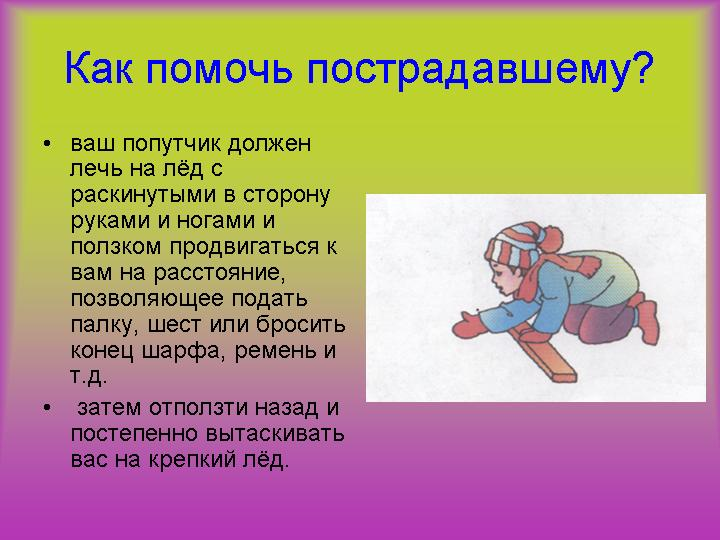 Как помочь пострадавшему?
• ваш попутчик должен
лечь на лёд с
раскинутыми в сторону
руками и ногами и
ползком продвигаться к
вам на расстояние,
позволяющее подать
палку, шест или бросить
конец шарфа, ремень и
т.д.
• затем отползти назад и
постепенно вытаскивать
вас на крепкий лёд.